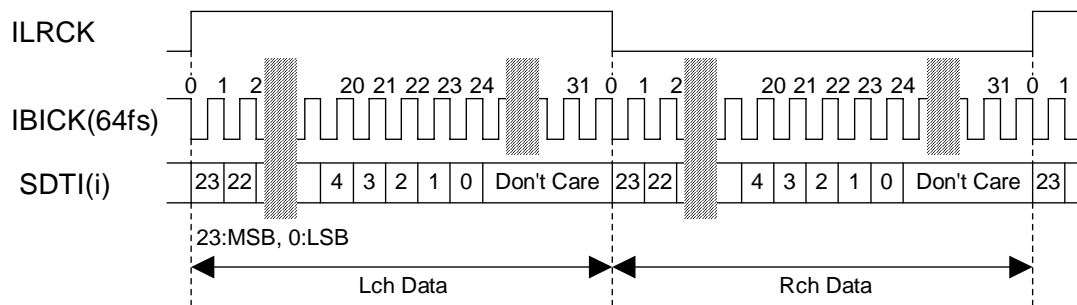 ILRCK
0 1 2 20 21 22 23 24 31 0 1 2 20 21 22 23 24 31 0 1
IBICK(64fs)
SDTI(i) 23 22 4 3 2 1 0 Don't Care 23 22 4 3 2 1 0 Don't Care 23
23:MSB, 0:LSB
Lch Data Rch Data